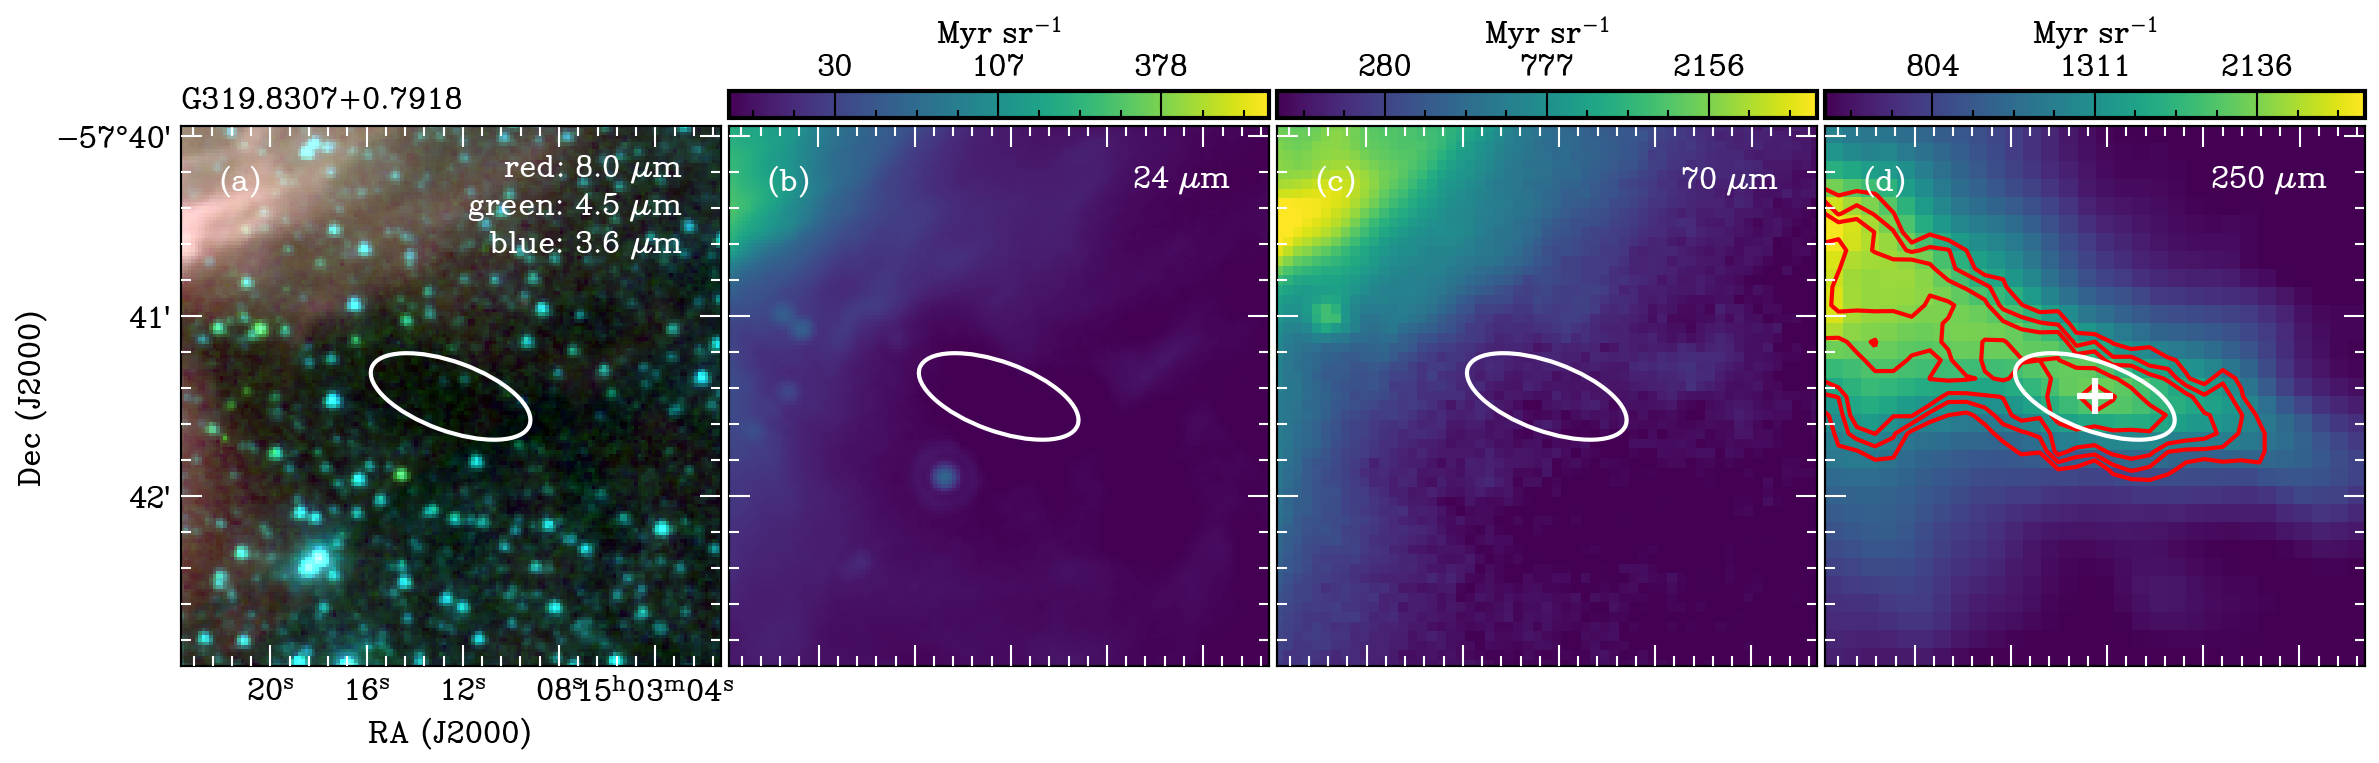 Myr sr⁻¹ Myr sr⁻¹ Myr sr⁻¹
30 107 378 280 777 2156 804 1311 2136
G319.8307+0.7918
−57°40'
41'
42'
Dec (J2000)
(a)
red: 8.0 μm
green: 4.5 μm
blue: 3.6 μm
(b) 24 μm
(c) 70 μm
(d) 250 μm
20ˢ 16ˢ 12ˢ 08ˢ 15ʰ03ᵐ04ˢ
RA (J2000)